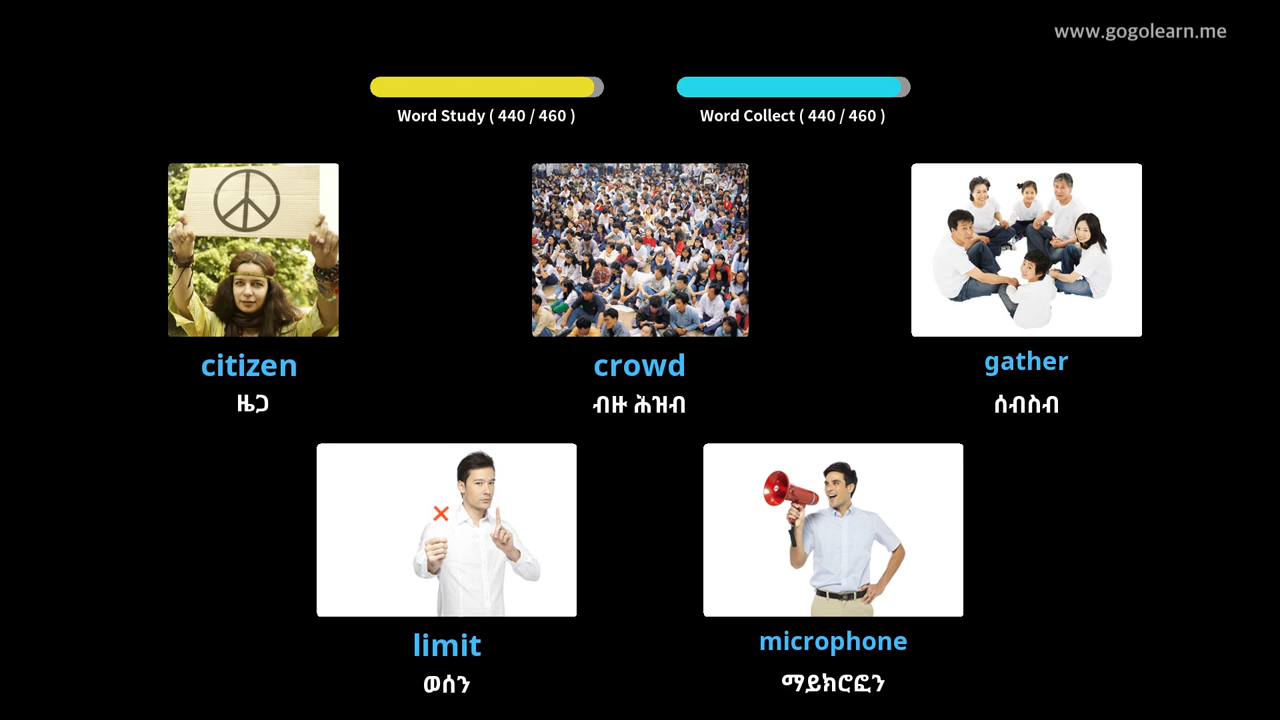 www.gogolearn.me
Word Study ( 440 / 460 )
Word Collect ( 440 / 460 )
citizen
ዜጋ
crowd
ብዙ ሕዝብ
gather
ሰብስብ
limit
ወሰን
microphone
ማይክሮፎን